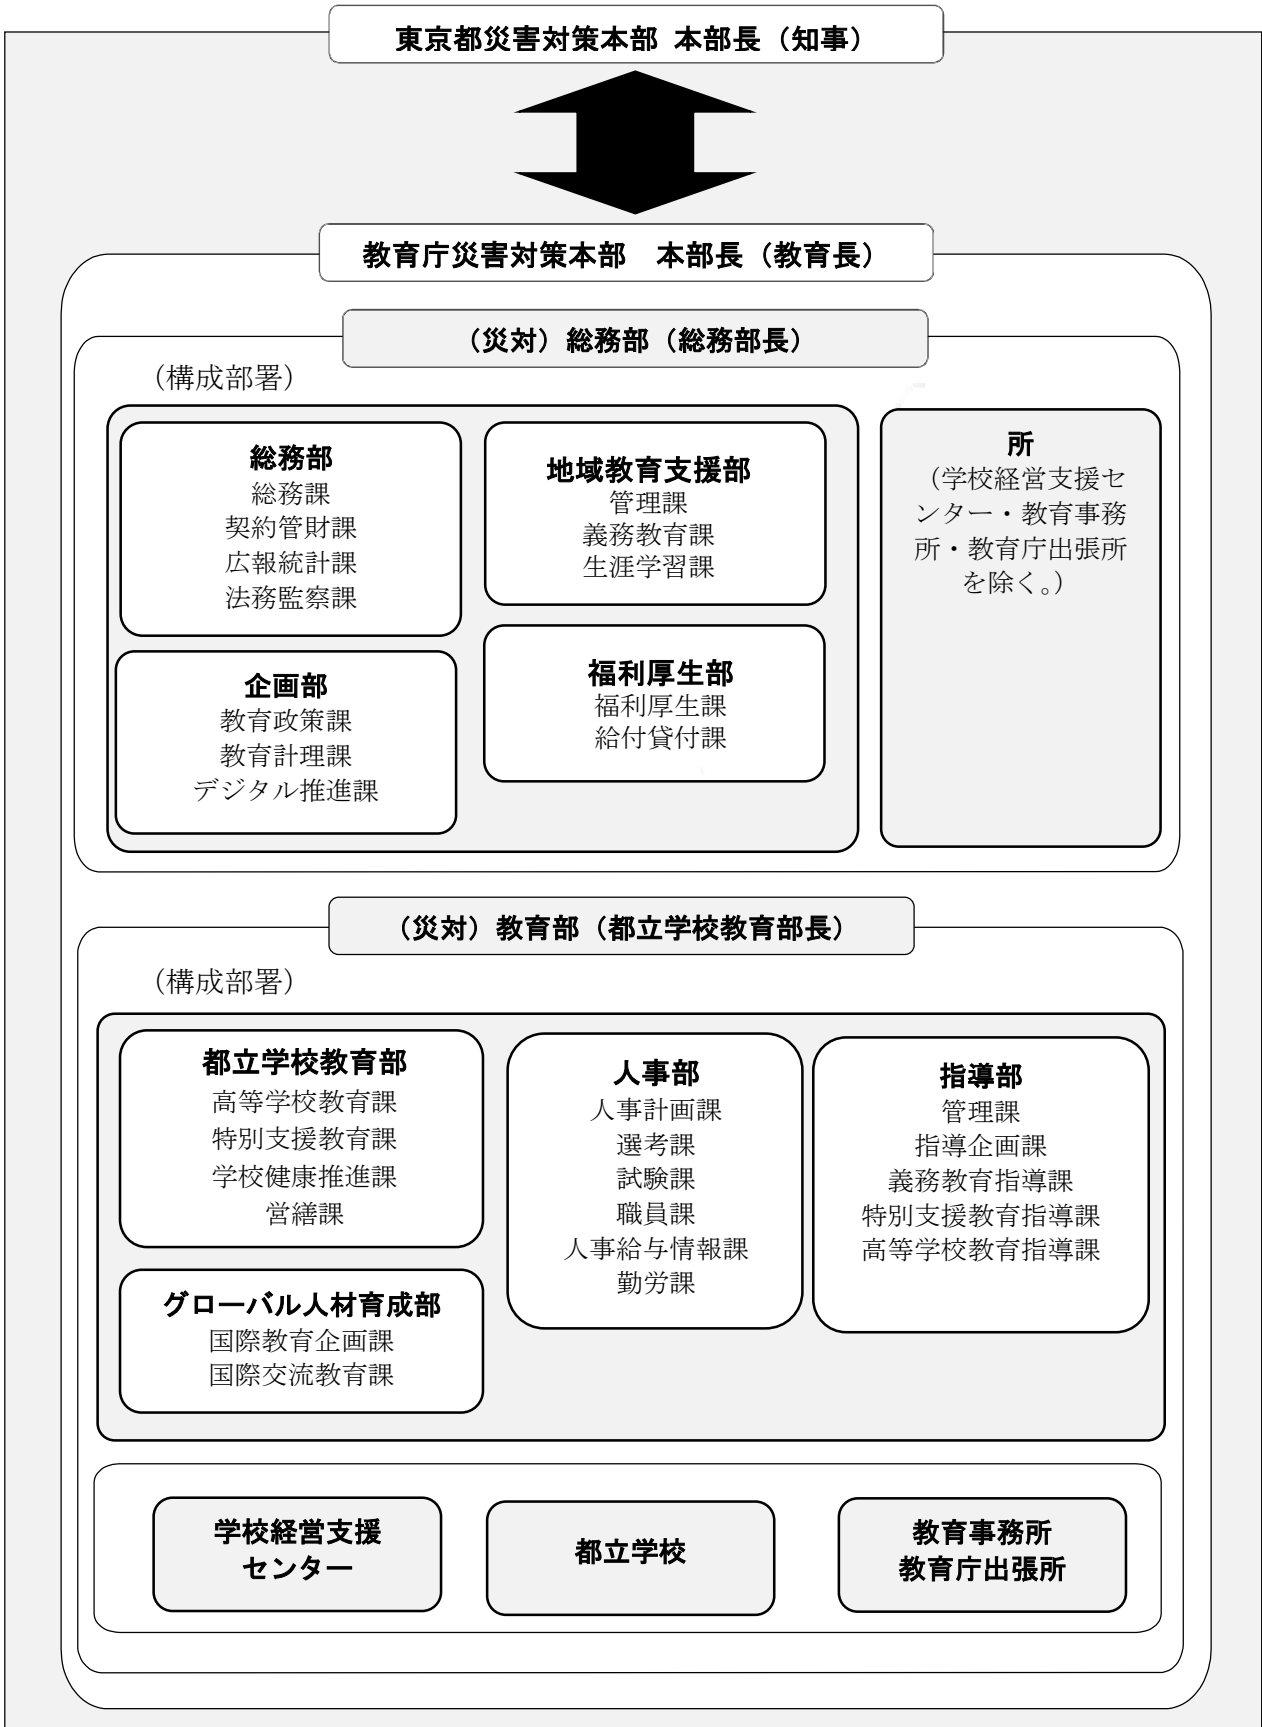 東京都災害対策本部 本部長（知事）
教育庁災害対策本部　本部長（教育長）
（災対）総務部（総務部長）
（構成部署）
総務部
総務課
契約管財課
広報統計課
法務監察課
企画部
教育政策課
教育計理課
デジタル推進課
地域教育支援部
管理課
義務教育課
生涯学習課
福利厚生部
福利厚生課
給付貸付課
所
（学校経営支援セ
ンター・教育事務
所・教育庁出張所
を除く。）
（災対）教育部（都立学校教育部長）
（構成部署）
都立学校教育部
高等学校教育課
特別支援教育課
学校健康推進課
営繕課
グローバル人材育成部
国際教育企画課
国際交流教育課
人事部
人事計画課
選考課
試験課
職員課
人事給与情報課
勤労課
指導部
管理課
指導企画課
義務教育指導課
特別支援教育指導課
高等学校教育指導課
学校経営支援
センター
都立学校
教育事務所
教育庁出張所